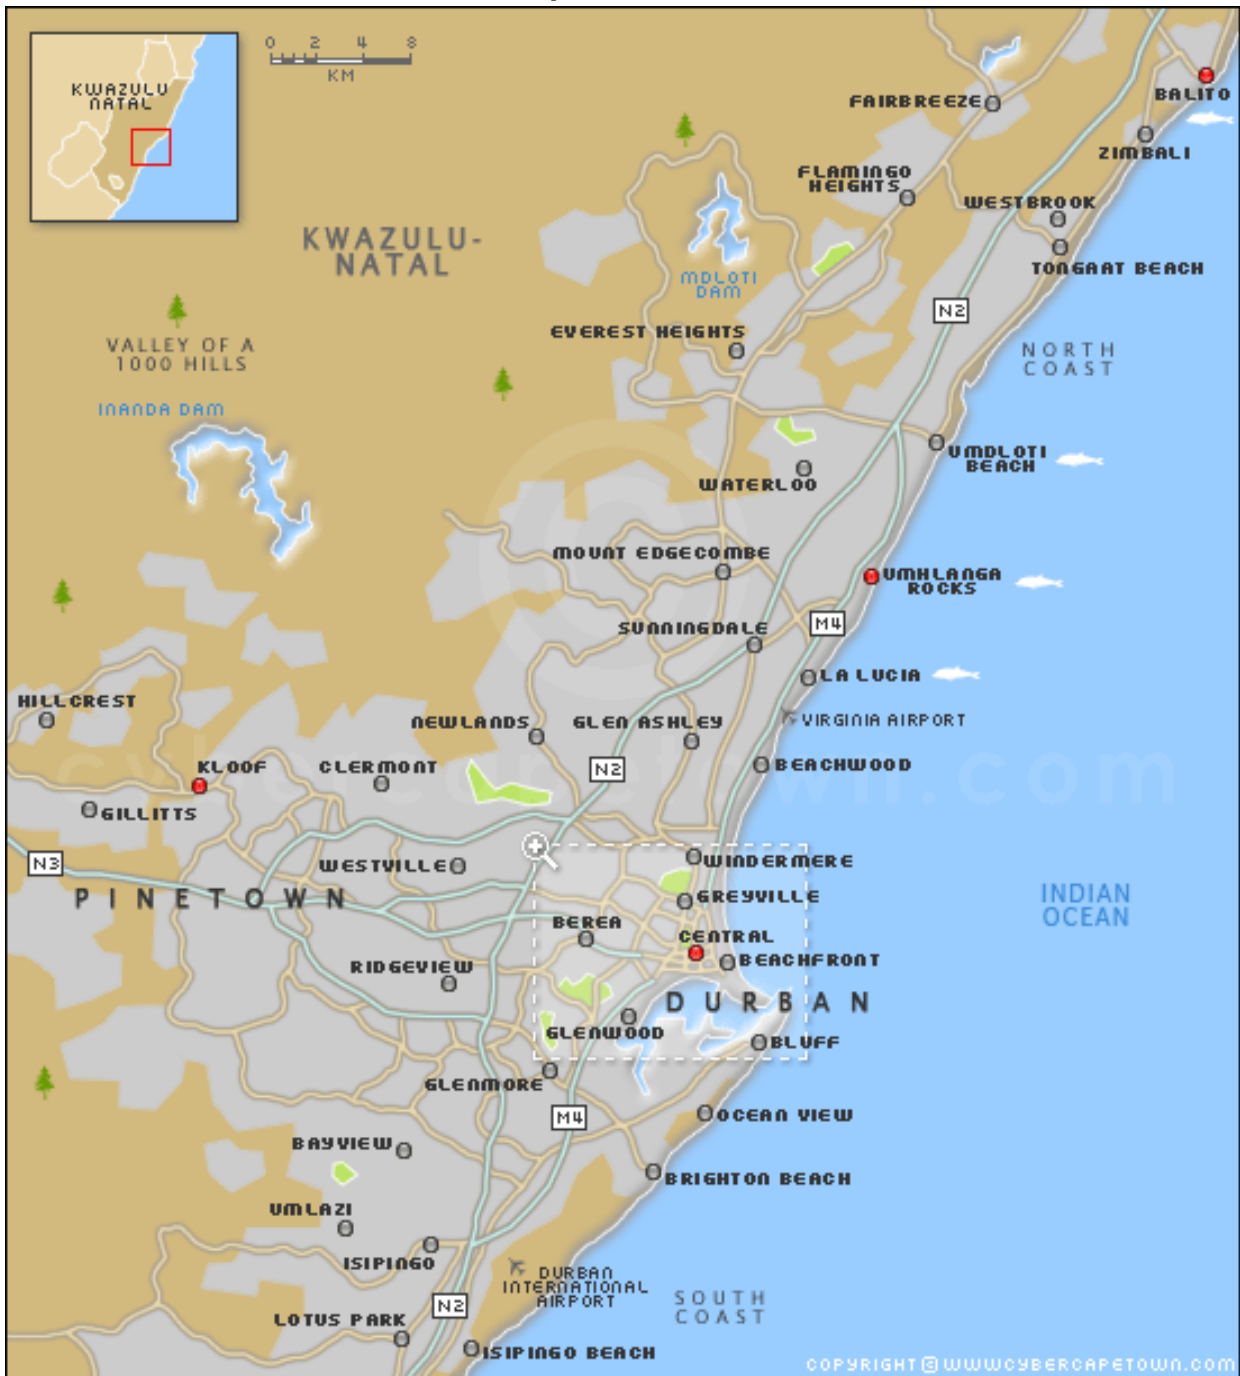 0 2 4 8
KM
KWAZULU
NATAL
BALITO
FAIRBREEZE
ZIMBALI
FLAMINGO
HEIGHTS
WESTBROOK
KWAZULU-
NATAL
TONGAAT BEACH
MDLOTI
DAM
N2
EVEREST HEIGHTS
VALLEY OF A
1000 HILLS
NORTH
COAST
INANDA DAM
UMDLOTI
BEACH
WATERLOO
MOUNT EDGECOMBE
UMHLANGA
ROCKS
SUNNINGDALE
M4
LA LUCIA
HILLCREST
NEWLANDS
GLEN ASHLEY
VIRGINIA AIRPORT
KLOOF
CLERMONT
N2
BEACHWOOD
cybercapetown.com
GILLITTS
N3
WESTVILLE
WINDERMERE
PINETOWN
GREYVILLE
INDIAN
OCEAN
BEREA
CENTRAL
RIDGEVIEW
BEACHFRONT
DURBAN
GLENWOOD
BLUFF
GLENMORE
M4
OCEAN VIEW
BAYVIEW
BRIGHTON BEACH
UMLAZI
ISIPINGO
DURBAN
INTERNATIONAL
AIRPORT
N2
SOUTH
COAST
LOTUS PARK
ISIPINGO BEACH
COPYRIGHT © WWWCYBERCAPETOWN.COM